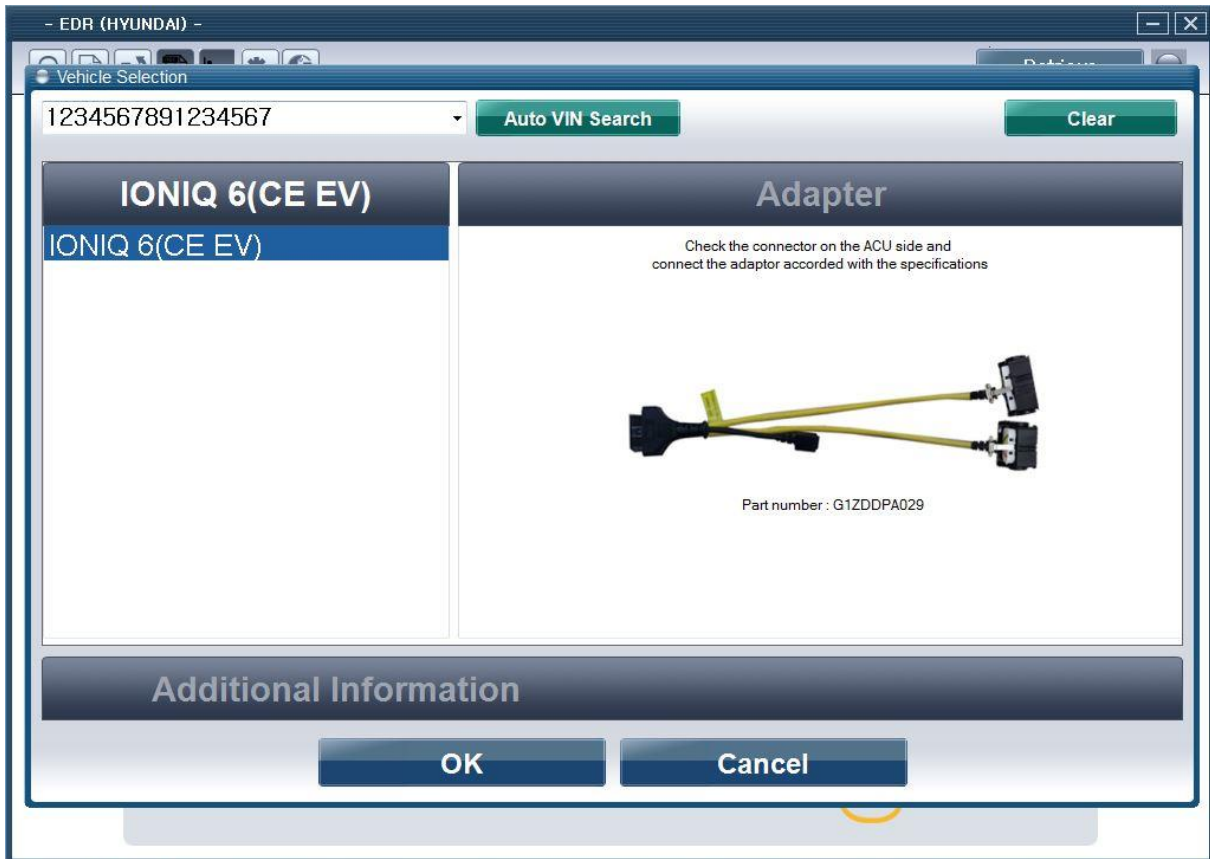 - EDR (HYUNDAI) -
Vehicle Selection
1234567891234567
Auto VIN Search
Clear
IONIQ 6(CE EV)
Adapter
IONIQ 6(CE EV)
Check the connector on the ACU side and
connect the adaptor accorded with the specifications
Part number : G1ZDDPA029
Additional Information
OK
Cancel